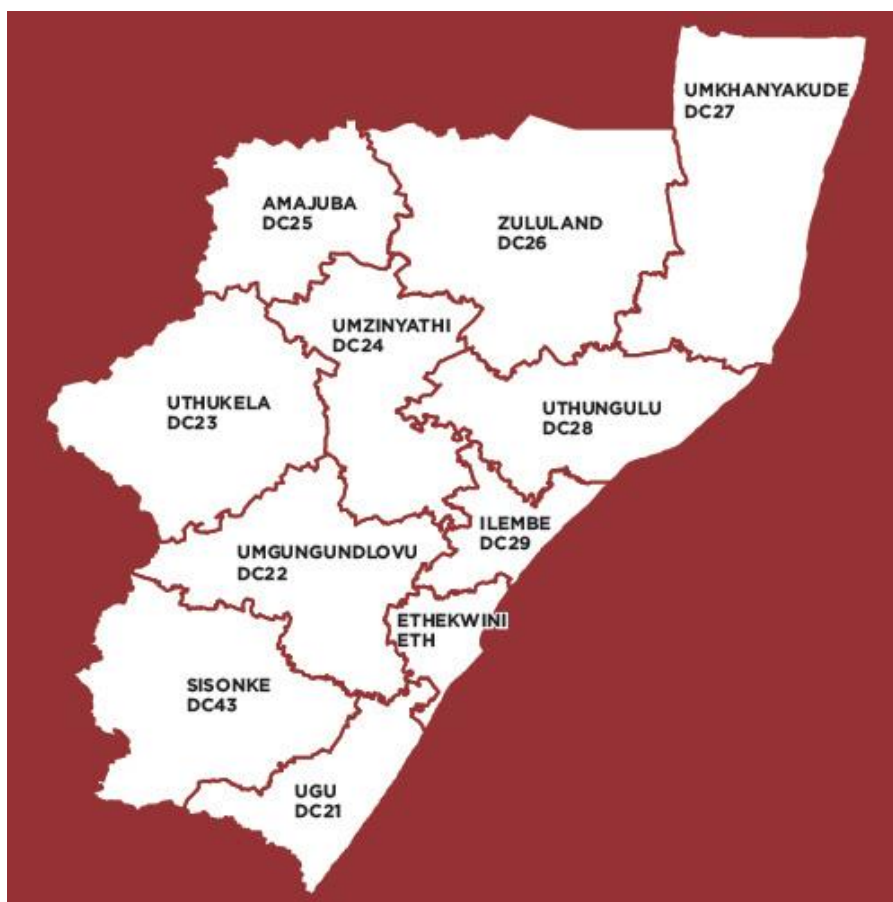 UMKHANYAKUDE
DC27
AMAJUBA
DC25
ZULULAND
DC26
UMZINYATHI
DC24
UTHUKELA
DC23
UTHUNGULU
DC28
ILEMBE
DC29
UMGUNGUNDLOVU
DC22
ETHEKWINI
ETH
SISONKE
DC43
UGU
DC21